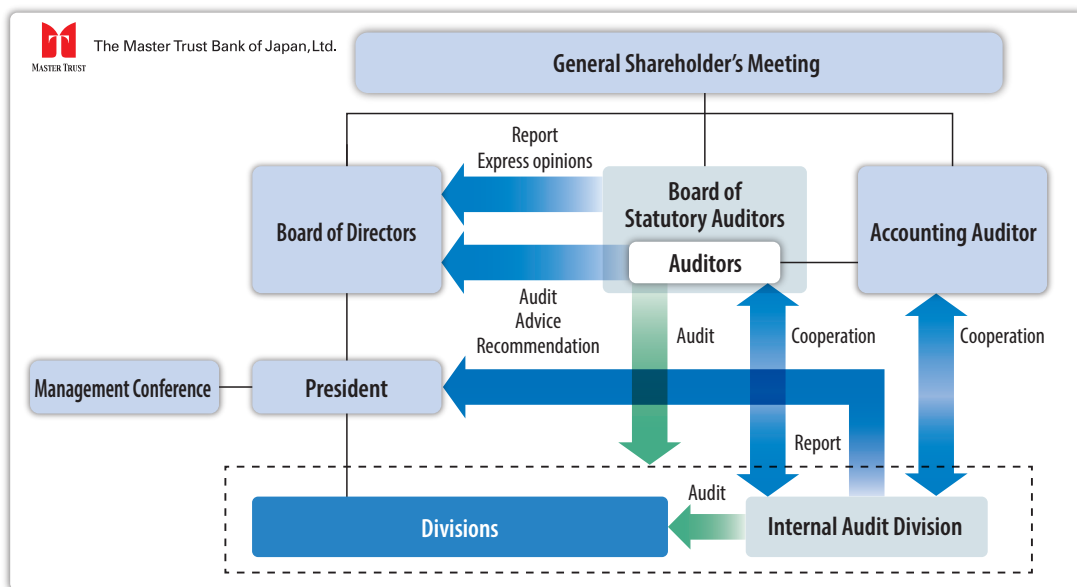 MASTER TRUST
The Master Trust Bank of Japan, Ltd.
General Shareholder's Meeting
Report
Express opinions
Board of Directors
Board of
Statutory Auditors
Auditors
Accounting Auditor
Audit
Advice
Recommendation
Audit
Cooperation
Cooperation
Management Conference
President
Report
Divisions
Audit
Internal Audit Division